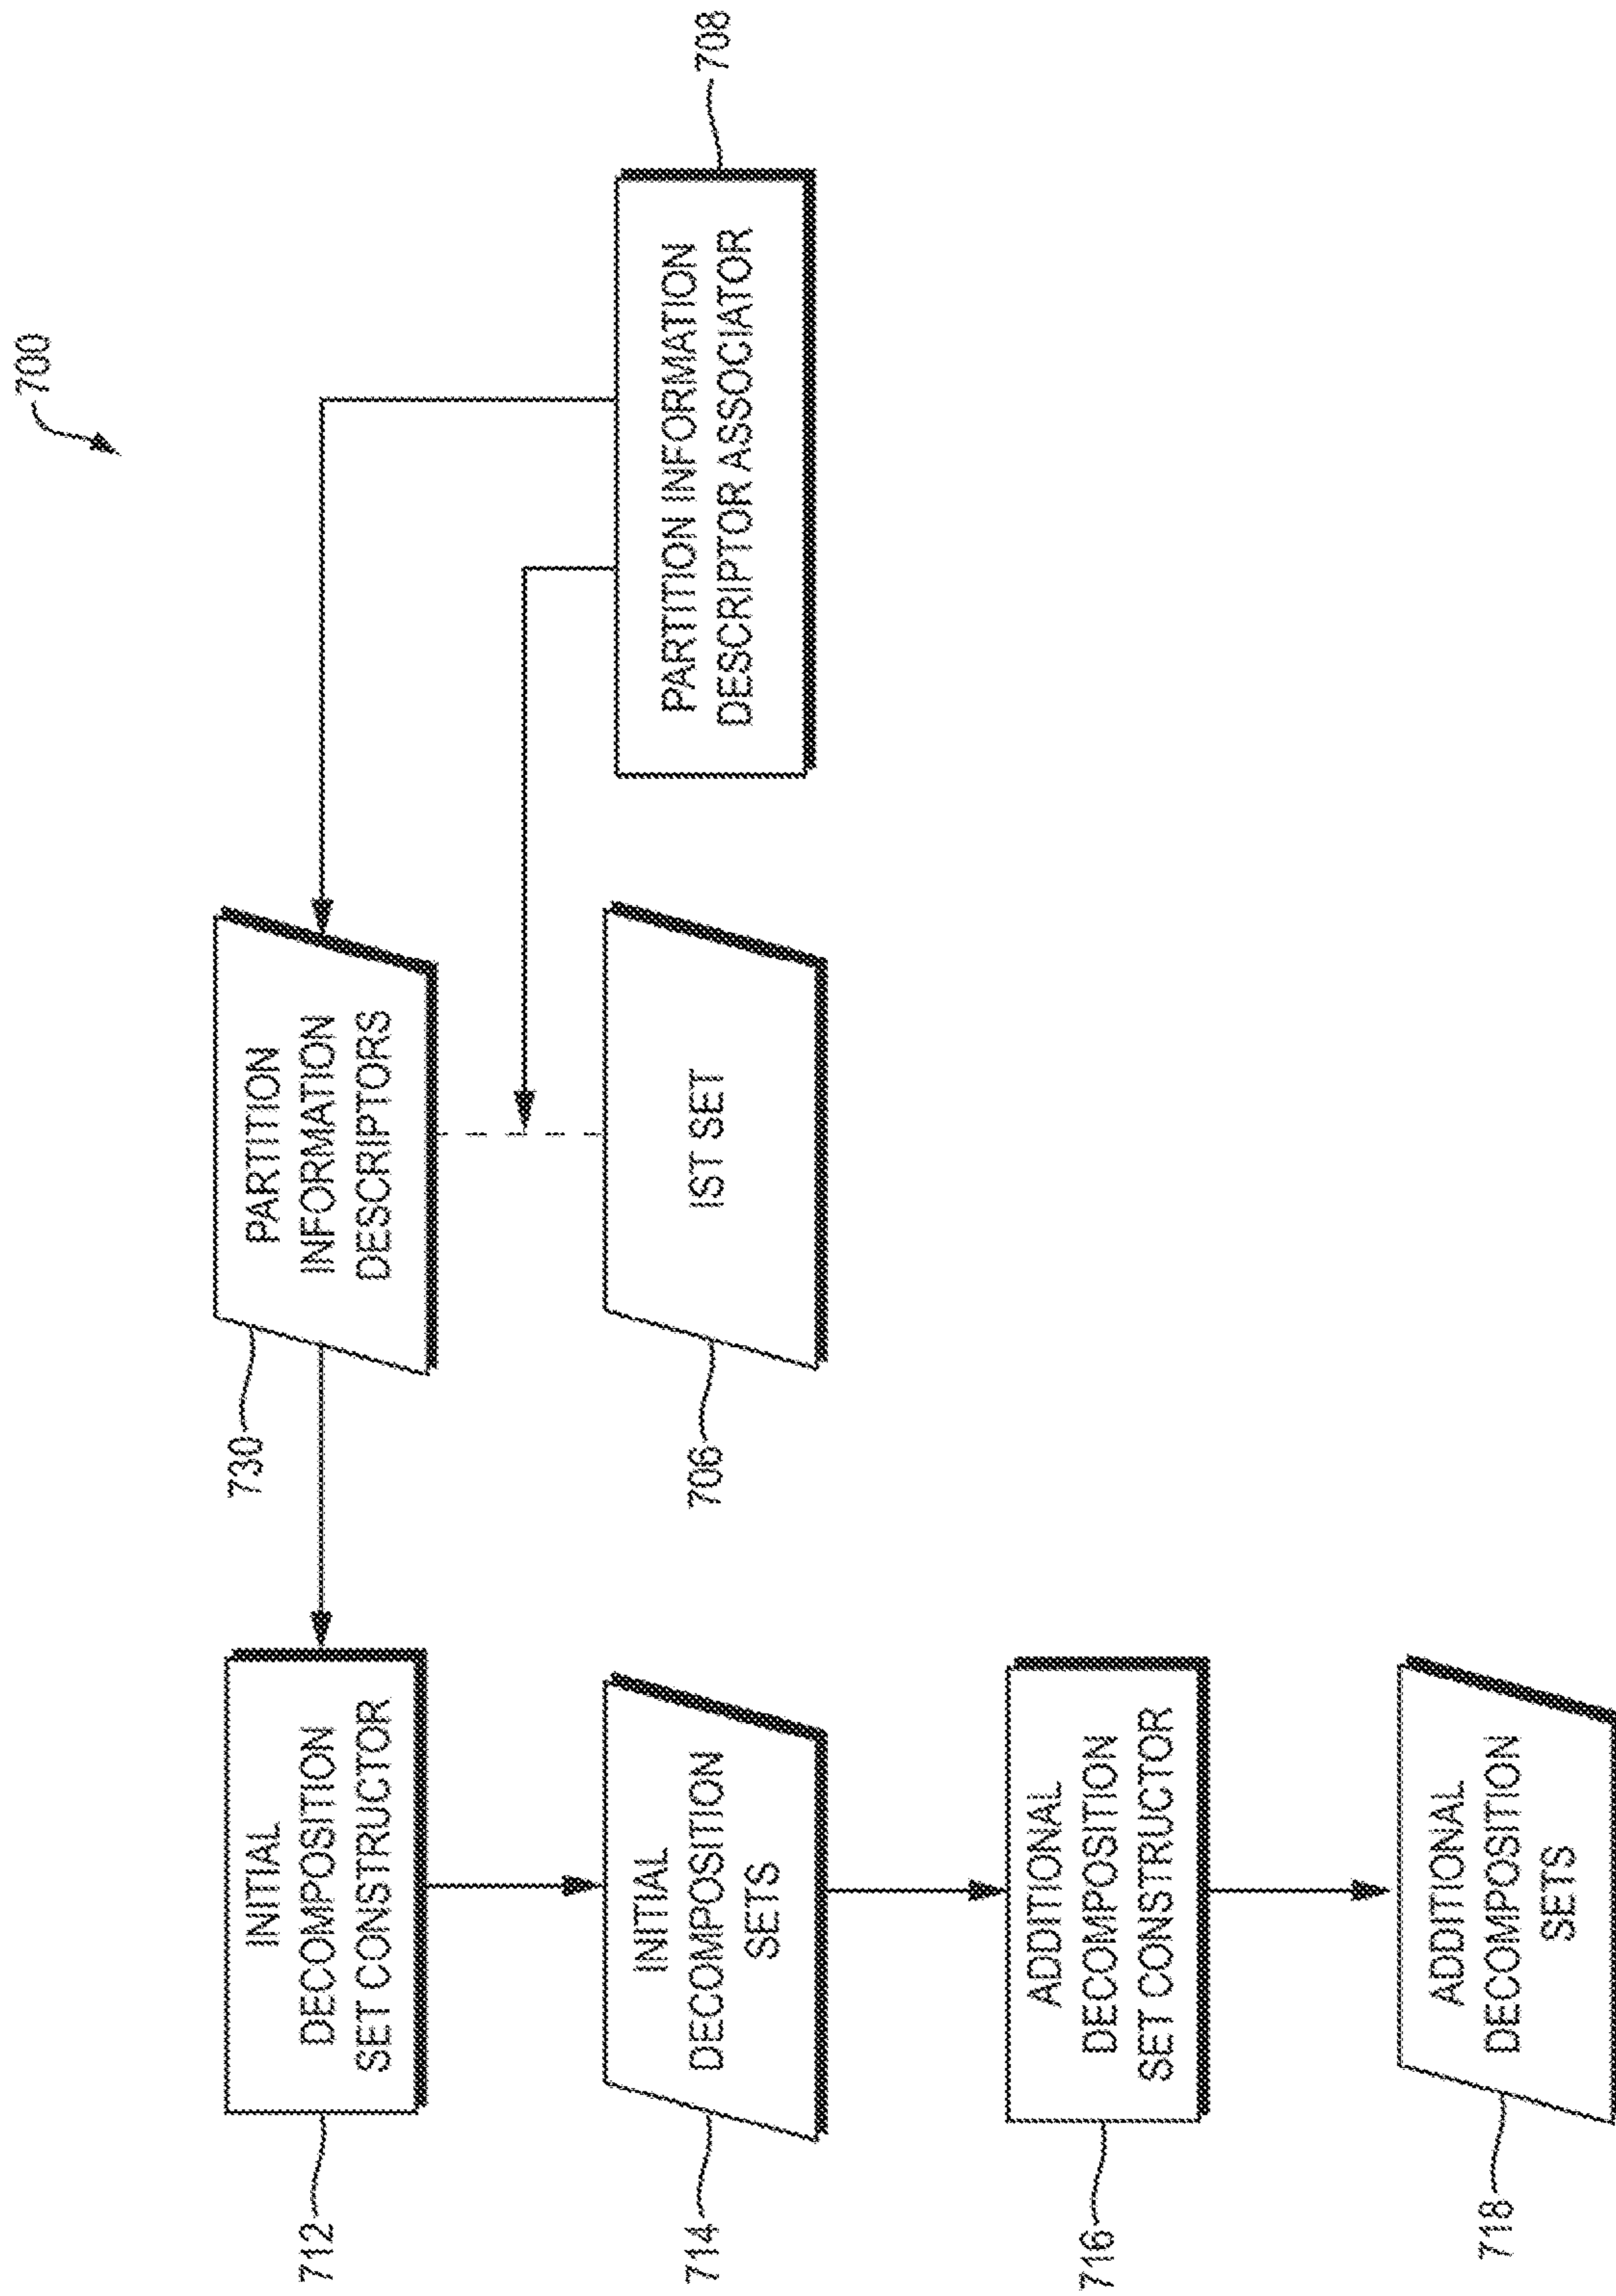 700
712
INITIAL
DECOMPOSITION
SET CONSTRUCTOR
730
PARTITION
INFORMATION
DESCRIPTORS
714
INITIAL
DECOMPOSITION
SETS
706
IST SET
PARTITION INFORMATION
DESCRIPTOR ASSOCIATOR
708
716
ADDITIONAL
DECOMPOSITION
SET CONSTRUCTOR
718
ADDITIONAL
DECOMPOSITION
SETS